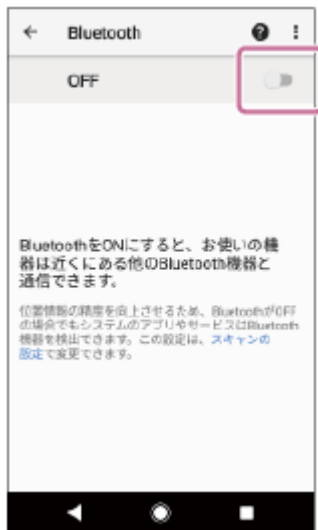 Bluetooth
OFF
BluetoothをONにすると、お使いの機
器は近くにある他のBluetooth機器と
通信できます。
位置情報の精度を向上させるため、BluetoothがOFF
の場合でもシステムのアプリやサービスはBluetooth
機器を検出できます。この設定は、スキャンの
設定で変更できます。